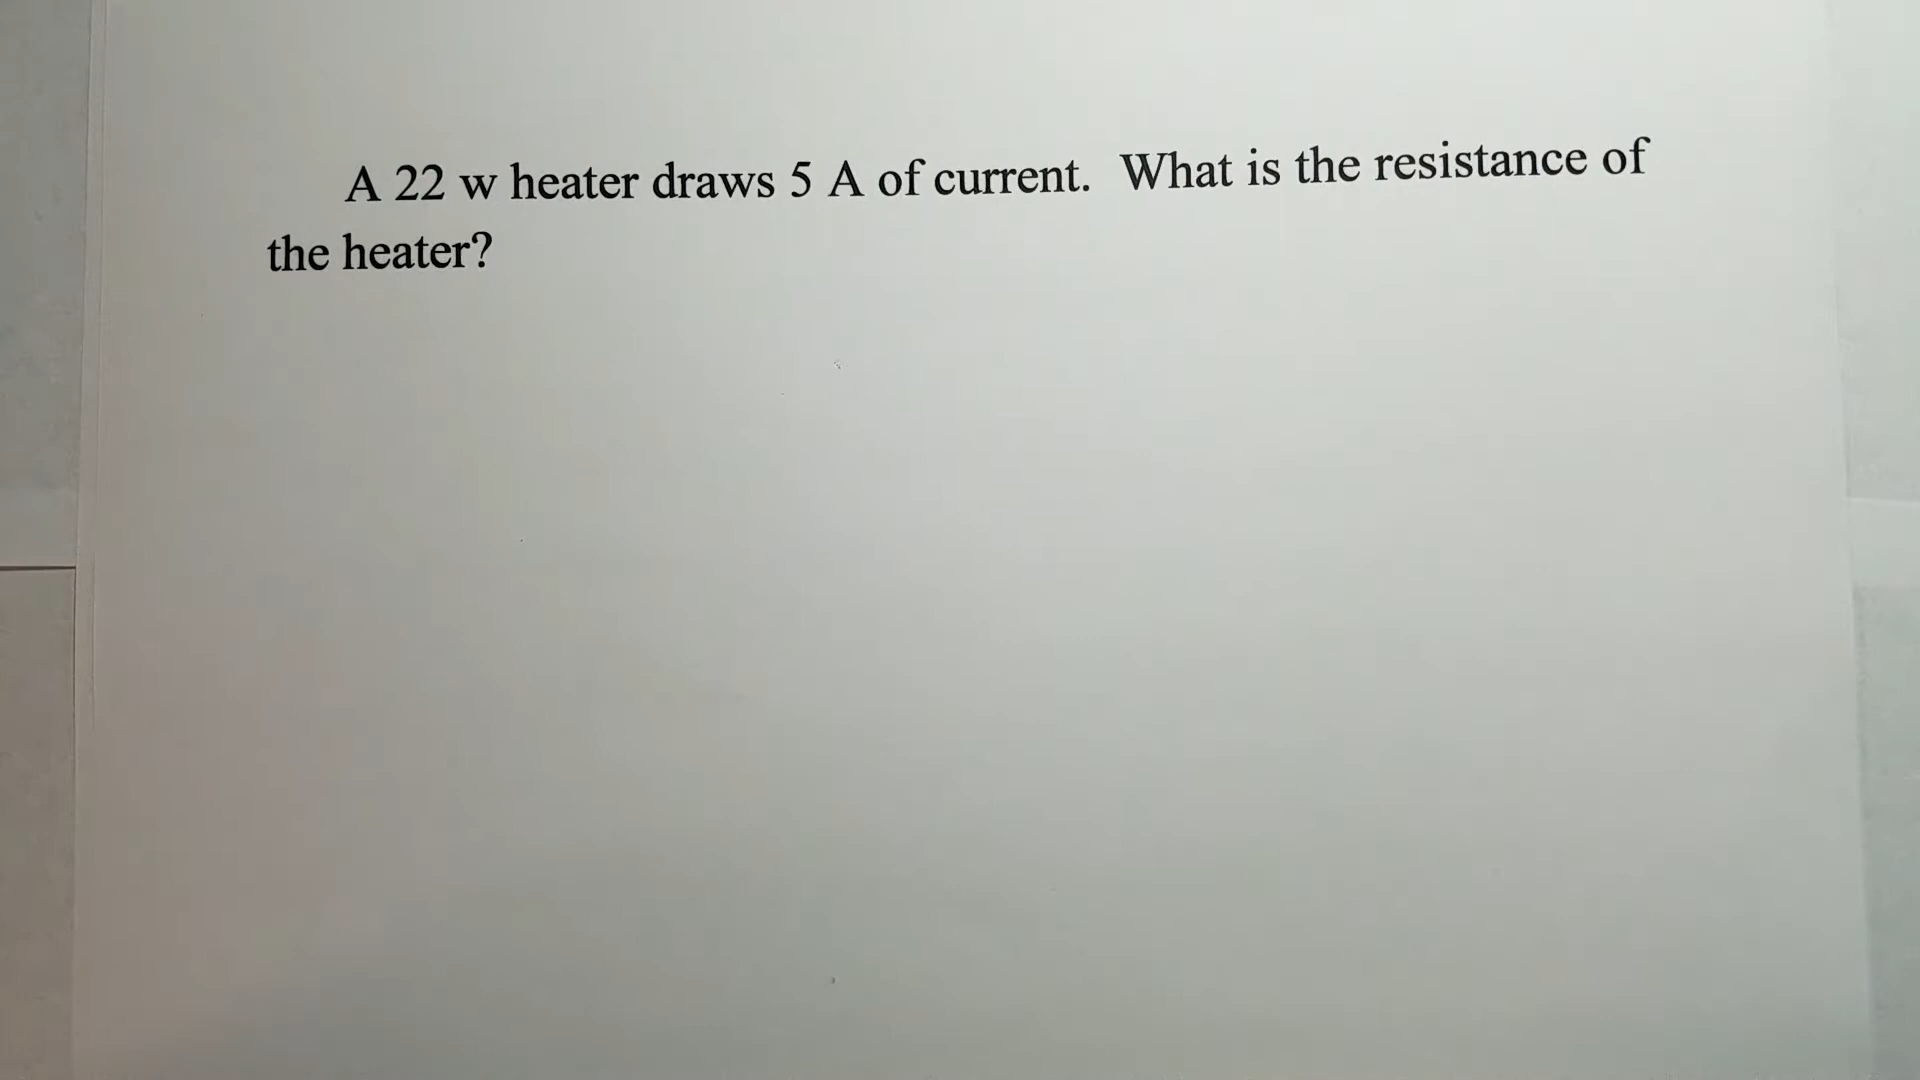 A 22 w heater draws 5 A of current. What is the resistance of
the heater?